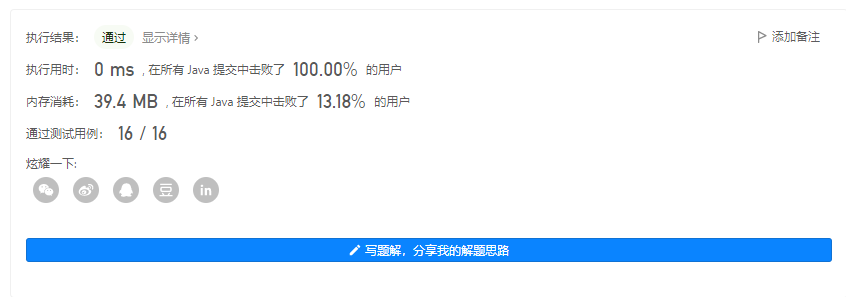 执行结果： 通过 显示详情 › 添加备注
执行用时： 0 ms , 在所有 Java 提交中击败了 100.00% 的用户
内存消耗： 39.4 MB , 在所有 Java 提交中击败了 13.18% 的用户
通过测试用例： 16 / 16
炫耀一下:
豆 in
写题解，分享我的解题思路